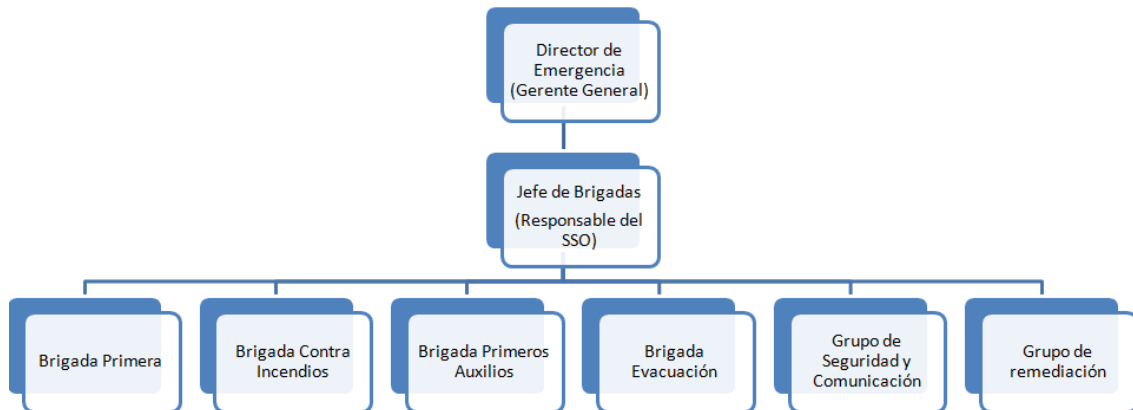 Director de
Emergencia
(Gerente General)
Jefe de Brigadas
(Responsable del
SSO)
Brigada Primera
Brigada Contra
Incendios
Brigada Primeros
Auxilios
Brigada
Evacuación
Grupo de
Seguridad y
Comunicación
Grupo de
remediación